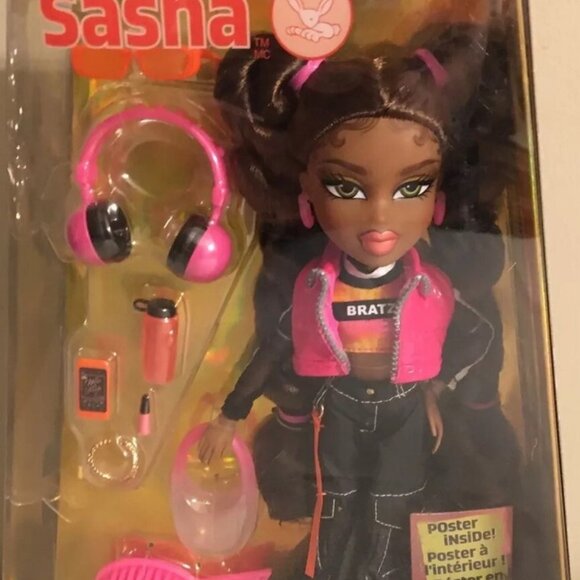 Sasha
TM
MC
BRATZ
POSTER
INSIDE!
POSTER à
l'intérieur !